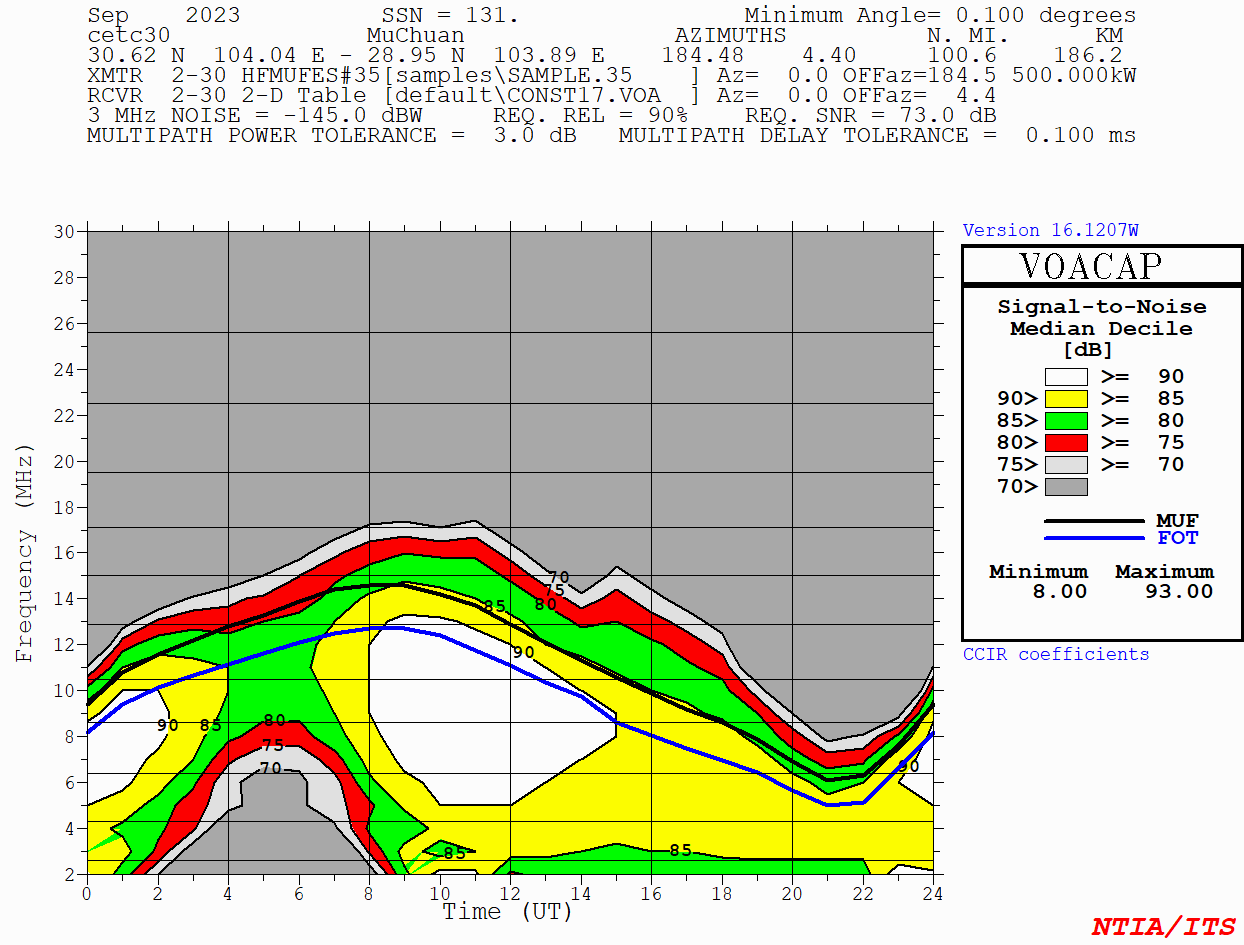 Sep    2023          SSN = 131.                Minimum Angle= 0.100 degrees
cetc30              MuChuan               AZIMUTHS          N. MI.      KM
30.62 N  104.04 E - 28.95 N  103.89 E    184.48    4.40     100.6    186.2
XMTR  2-30 HFMUFES#35[samples\SAMPLE.35    ] Az=  0.0 OFFaz=184.5 500.000kW
RCVR  2-30 2-D Table [default\CONST17.VOA  ] Az=  0.0 OFFaz=  4.4
3 MHz NOISE = -145.0 dBW     REQ. REL = 90%    REQ. SNR = 73.0 dB
MULTIPATH POWER TOLERANCE =  3.0 dB   MULTIPATH DELAY TOLERANCE =  0.100 ms
Version 16.1207W
VOACAP
Signal-to-Noise
Median Decile
[dB]
>= 90
90> >= 85
85> >= 80
80> >= 75
75> >= 70
70>
MUF
FOT
Minimum Maximum
8.00 93.00
CCIR coefficients
30
28
26
24
22
20
18
16
14
12
10
8
6
4
2
Frequency (MHz)
70
75
85 80
90
90 85 80
75
70
90
85 85
0 2 4 6 8 10 12 14 16 18 20 22 24
Time (UT)
NTIA/ITS